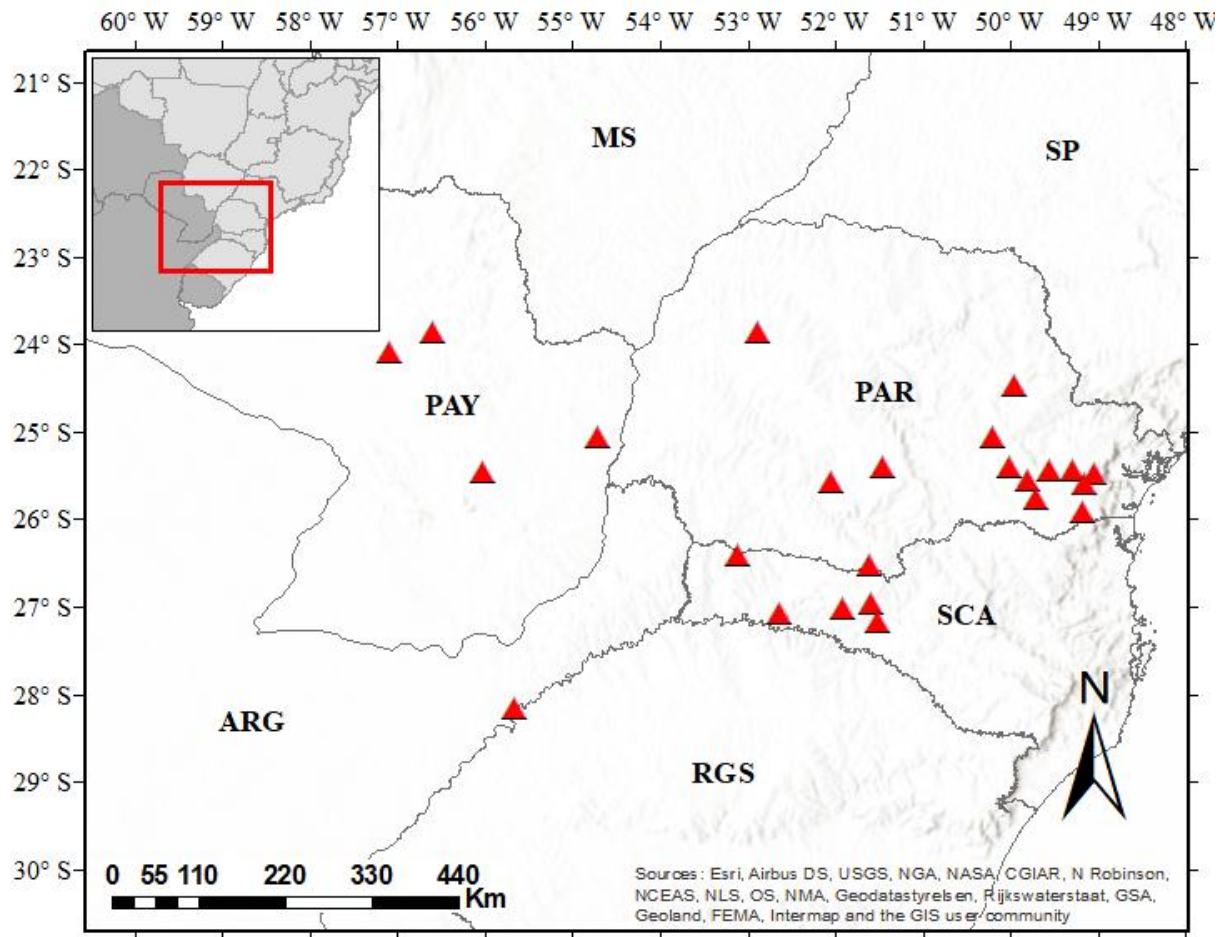 60° W 59° W 58° W 57° W 56° W 55° W 54° W 53° W 52° W 51° W 50° W 49° W 48° W
21° S
22° S
23° S
24° S
25° S
26° S
27° S
28° S
29° S
30° S
MS
SP
PAY
PAR
SCA
ARG
RGS
N
0 55 110 220 330 440
Km
Sources: Esri, Airbus DS, USGS, NGA, NASA, CGIAR, N Robinson,
NCEAS, NLS, OS, NMA, Geodatastyrelsen, Rijkswaterstaat, GSA,
Geoland, FEMA, Intermap and the GIS user community